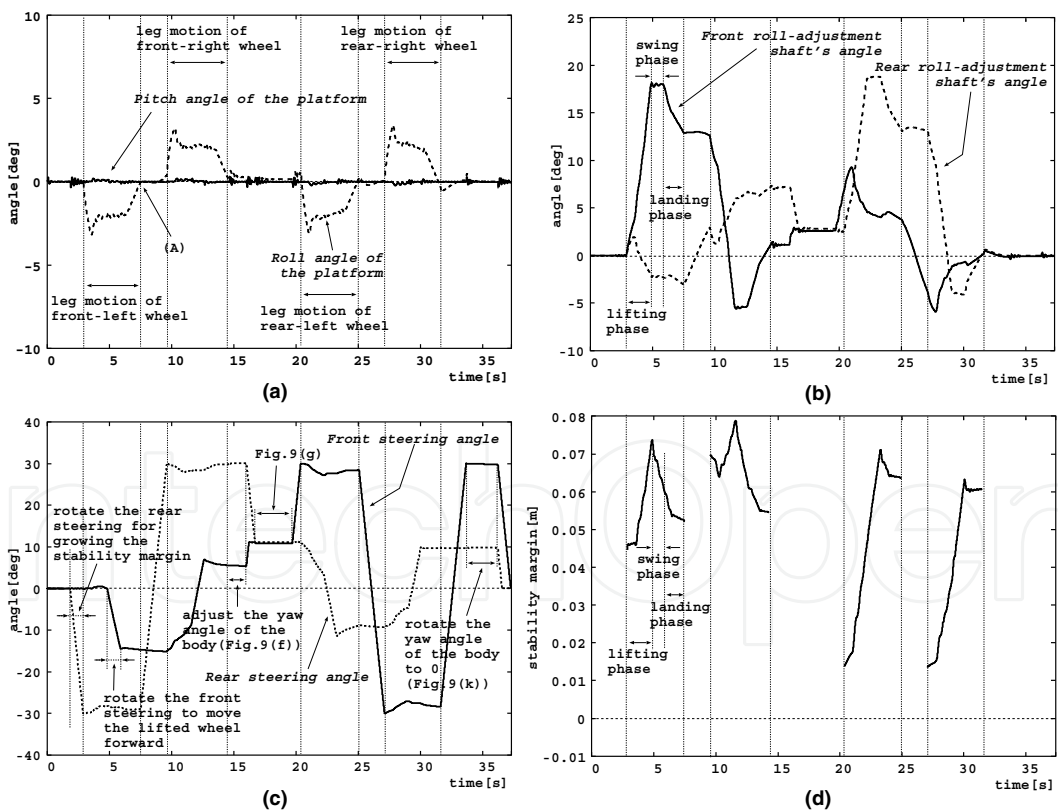 10
5
0
-5
-10
angle[deg]
leg motion of
front-right wheel
leg motion of
rear-right wheel
Pitch angle of the platform
(A)
Roll angle of
the platform
leg motion of
front-left wheel
leg motion of
rear-left wheel
0 5 10 15 20 25 30 35
time[s]
(a)
25
20
15
10
5
0
-5
-10
angle[deg]
Front roll-adjustment
shaft's angle
swing
phase
Rear roll-adjustment
shaft's angle
landing
phase
lifting
phase
0 5 10 15 20 25 30 35
time[s]
(b)
40
30
20
10
0
-10
-20
-30
-40
angle[deg]
Front steering angle
Fig.9(g)
rotate the rear
steering for
growing the
stability margin
adjust the yaw
angle of the
body(Fig.9(f))
rotate the
yaw angle
of the body
to 0
(Fig.9(k))
Rear steering angle
rotate the front
steering to move
the lifted wheel
forward
0 5 10 15 20 25 30 35
time[s]
(c)
0.08
0.07
0.06
0.05
0.04
0.03
0.02
0.01
0
-0.01
stability margin[m]
swing
phase
landing
phase
lifting
phase
0 5 10 15 20 25 30 35
time[s]
(d)